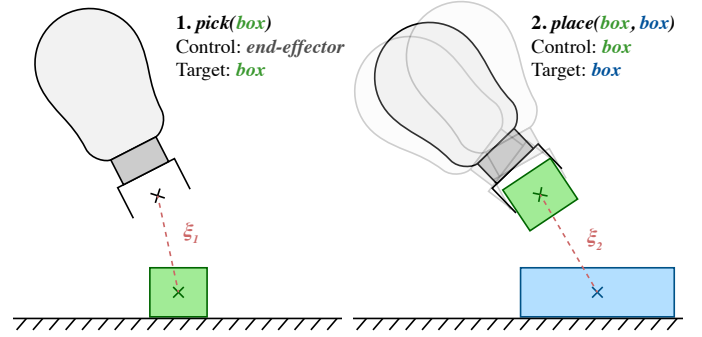 1. pick(box)
Control: end-effector
Target: box
ξ1
2. place(box, box)
Control: box
Target: box
ξ2